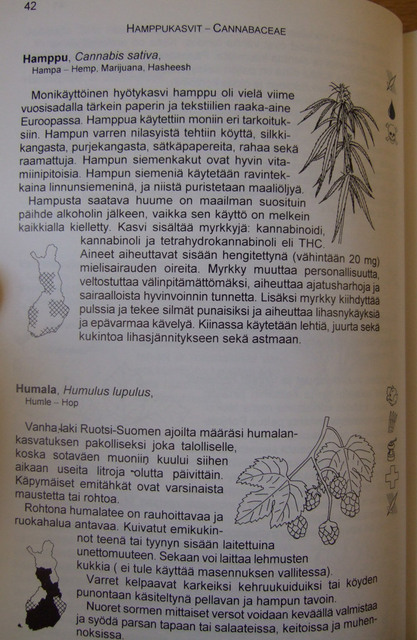 42
HAMPPUKASVIT – CANNABACEAE
Hamppu, Cannabis sativa,
Hampa – Hemp, Marijuana, Hasheesh
Monikäyttöinen hyötykasvi hamppu oli vielä viime
vuosisadalla tärkein paperin ja tekstiilien raaka-aine
Euroopassa. Hamppua käytettiin moniin eri tarkoituk-
siin. Hampun varren nilasyistä tehtiin köyttä, silkki-
kangasta, purjekangasta, sätkäpapereita, rahaa sekä
raamattuja. Hampun siemenkakut ovat hyvin vita-
miinipitoisia. Hampun siemeniä käytetään ravintek-
kaina linnunsiemeninä, ja niistä puristetaan maaliöljyä.
Hampusta saatava huume on maailman suosituin
päihde alkoholin jälkeen, vaikka sen käyttö on melkein
kaikkialla kielletty. Kasvi sisältää myrkkyjä: kannabinoidi,
kannabinoli ja tetrahydrokannabinoli eli THC.
Aineet aiheuttavat sisään hengitettynä (vähintään 20 mg)
mielisairauden oireita. Myrkky muuttaa personallisuutta,
veltostuttaa välinpitämättömäksi, aiheuttaa ajatusharhoja ja
sairaalloista hyvinvoinnin tunnetta. Lisäksi myrkky kiihdyttää
pulssia ja tekee silmät punaisiksi ja aiheuttaa lihasnykäyksiä
ja epävarmaa kävelyä. Kiinassa käytetään lehtiä, juurta sekä
kukintoa lihasjännitykseen sekä astmaan.
Humala, Humulus lupulus,
Humle – Hop
Vanha laki Ruotsi-Suomen ajoilta määräsi humalan-
kasvatuksen pakolliseksi joka talolliselle,
koska sotaväen muoniin kuului siihen
aikaan useita litroja olutta päivittäin.
Käpymäiset emitähkät ovat varsinaista
maustetta tai rohtoa.
Rohtona humalatee on rauhoittavaa ja
ruokahalua antavaa. Kuivatut emikukin-
not teenä tai tyynyn sisään laitettuina
unettomuuteen. Sekaan voi laittaa lehmusten
kukkia ( ei tule käyttää masennuksen vallitessa).
Varret kelpaavat karkeiksi kehruukuiduiksi tai köyden
punontaan käsiteltynä pellavan ja hampun tavoin.
Nuoret sormen mittaiset versot voidaan keväällä valmistaa
ja syödä parsan tapaan tai salaateissa, keitoissa ja muhen-
noksissa.